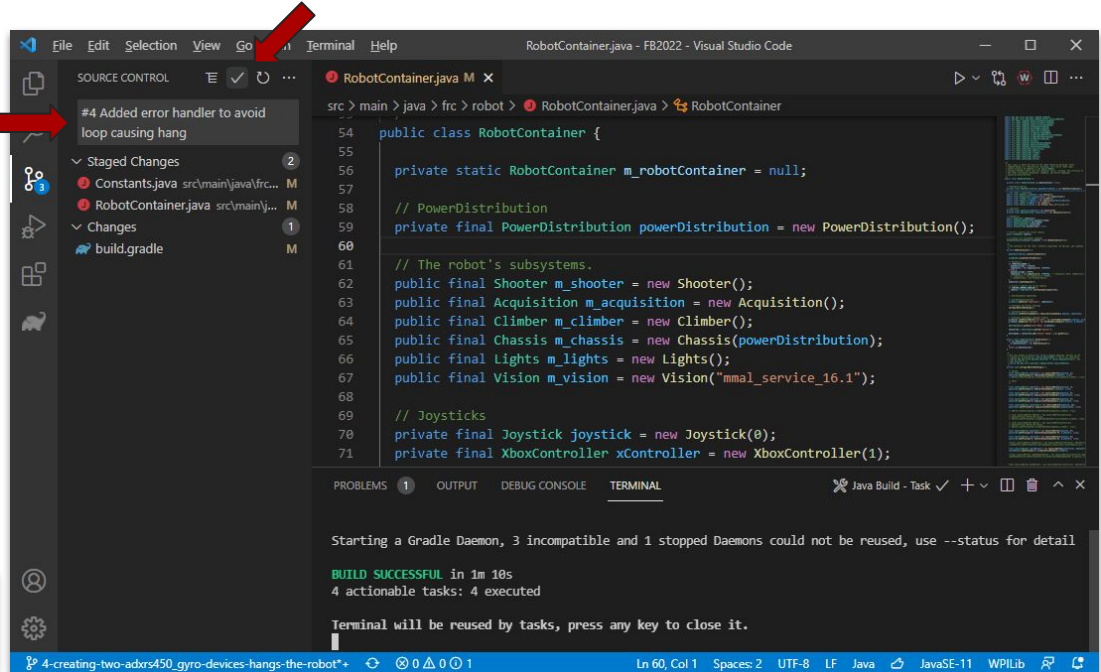 File Edit Selection View Go Terminal Help RobotContainer.java - FB2022 - Visual Studio Code
SOURCE CONTROL
RobotContainer.java M
src > main > java > frc > robot > RobotContainer.java > RobotContainer
#4 Added error handler to avoid
loop causing hang
Staged Changes 2
Constants.java src\main\java\frc... M
RobotContainer.java src\main\j... M
Changes 1
build.gradle M
3
54 public class RobotContainer {
55
56 private static RobotContainer m_robotContainer = null;
57
58 // PowerDistribution
59 private final PowerDistribution powerDistribution = new PowerDistribution();
60
61 // The robot's subsystems.
62 public final Shooter m_shooter = new Shooter();
63 public final Acquisition m_acquisition = new Acquisition();
64 public final Climber m_climber = new Climber();
65 public final Chassis m_chassis = new Chassis(powerDistribution);
66 public final Lights m_lights = new Lights();
67 public final Vision m_vision = new Vision("mmal_service_16.1");
68
69 // Joysticks
70 private final Joystick joystick = new Joystick(0);
71 private final XboxController xController = new XboxController(1);
PROBLEMS 1 OUTPUT DEBUG CONSOLE TERMINAL Java Build - Task
Starting a Gradle Daemon, 3 incompatible and 1 stopped Daemons could not be reused, use --status for detail
BUILD SUCCESSFUL in 1m 10s
4 actionable tasks: 4 executed
Terminal will be reused by tasks, press any key to close it.
4-creating-two-adxrs450_gyro-devices-hangs-the-robot*+ 0 0 1 Ln 60, Col 1 Spaces: 2 UTF-8 LF Java JavaSE-11 WPILib